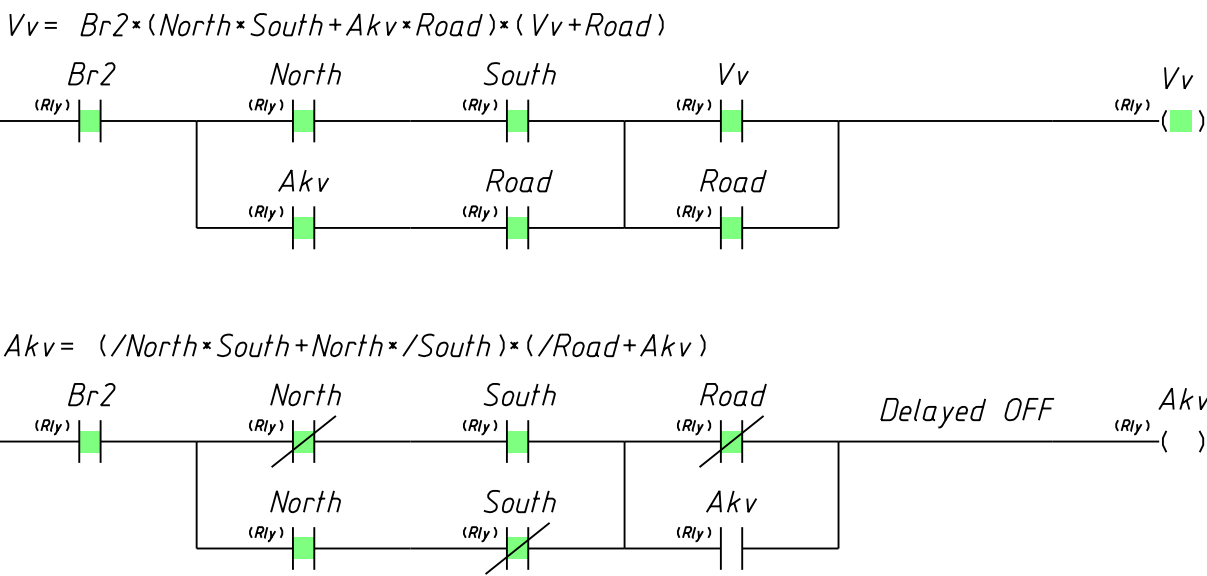 Vv= Br2*(North*South+Akv*Road)*(Vv+Road)
Br2 North South Vv Vv
(Rly) (Rly) (Rly) (Rly) (Rly)
( )
Akv Road Road
(Rly) (Rly) (Rly)
Akv= (/North*South+North*/South)*(/Road+Akv)
Br2 North South Road Delayed OFF Akv
(Rly) (Rly) (Rly) (Rly) (Rly)
( )
North South Akv
(Rly) (Rly) (Rly)